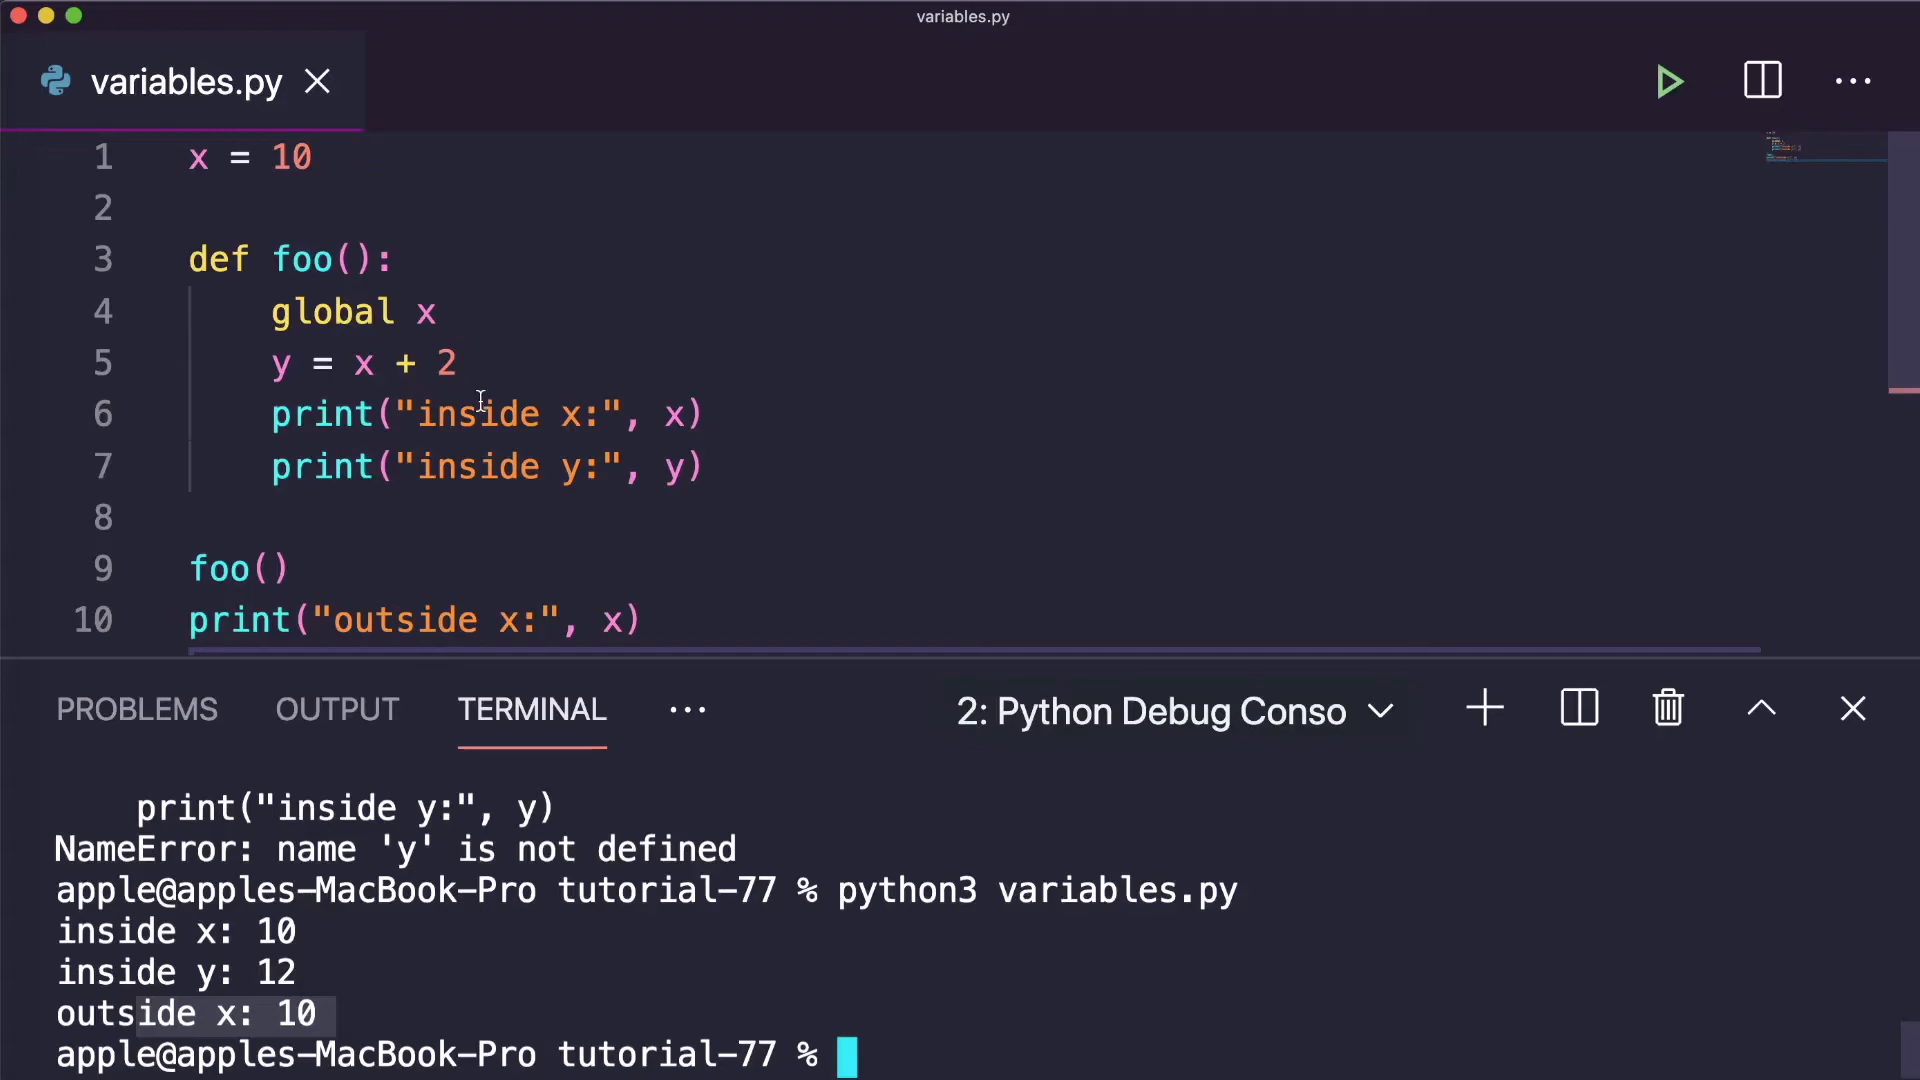 variables.py
variables.py
1 x = 10
2
3 def foo():
4 global x
5 y = x + 2
6 print("inside x:", x)
7 print("inside y:", y)
8
9 foo()
10 print("outside x:", x)
PROBLEMS OUTPUT TERMINAL ... 2: Python Debug Conso
print("inside y:", y)
NameError: name 'y' is not defined
apple@apples-MacBook-Pro tutorial-77 % python3 variables.py
inside x: 10
inside y: 12
outside x: 10
apple@apples-MacBook-Pro tutorial-77 %